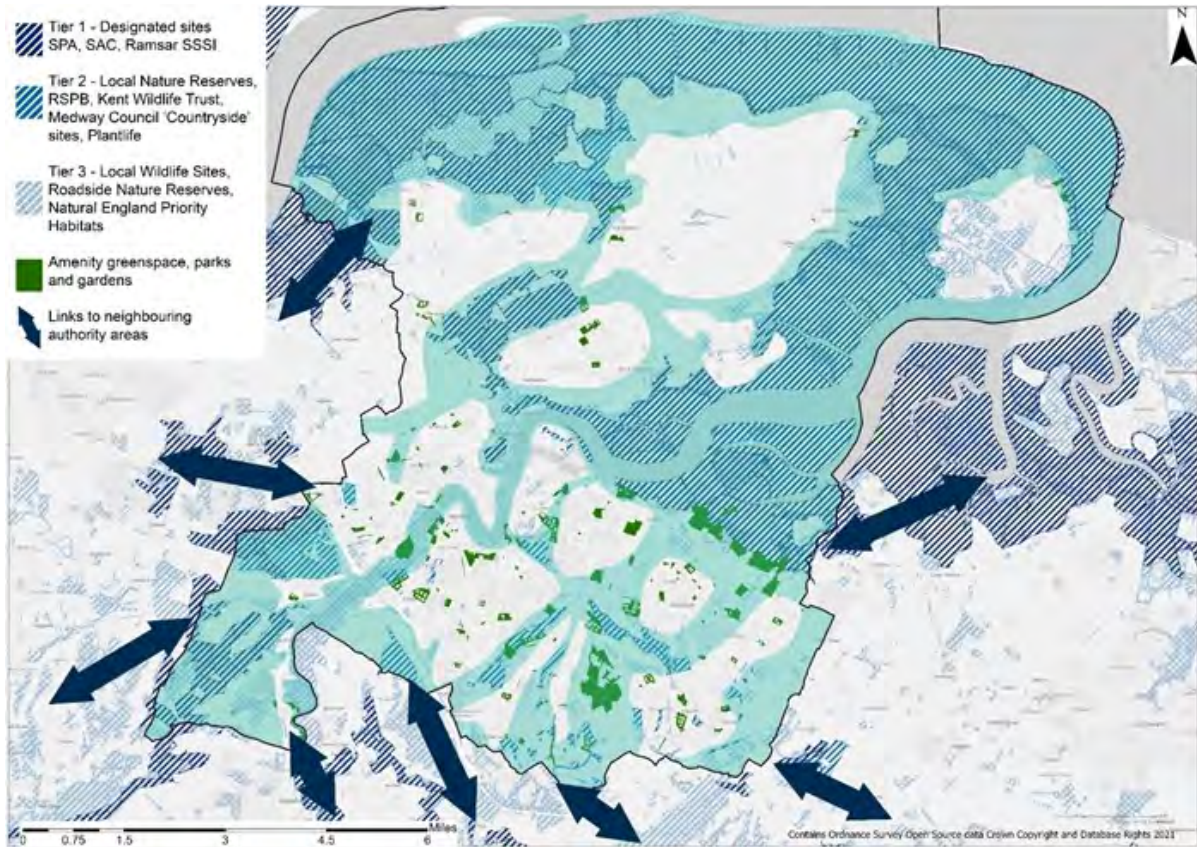 Tier 1 - Designated sites
SPA, SAC, Ramsar SSSI
Tier 2 - Local Nature Reserves,
RSPB, Kent Wildlife Trust,
Medway Council 'Countryside'
sites, Plantlife
Tier 3 - Local Wildlife Sites,
Roadside Nature Reserves,
Natural England Priority
Habitats
Amenity greenspace, parks
and gardens
Links to neighbouring
authority areas
N
Miles
0 0.75 1.5 3 4.5 6
Contains Ordnance Survey Open Source data Crown Copyright and Database Rights 2021